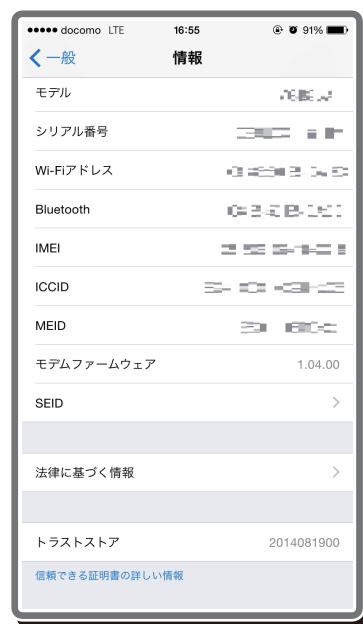 docomo LTE 16:55 91%
一般 情報
モデル
シリアル番号
Wi-Fiアドレス
Bluetooth
IMEI
ICCID
MEID
モデムファームウェア 1.04.00
SEID
法律に基づく情報
トラストストア 2014081900
信頼できる証明書の詳しい情報